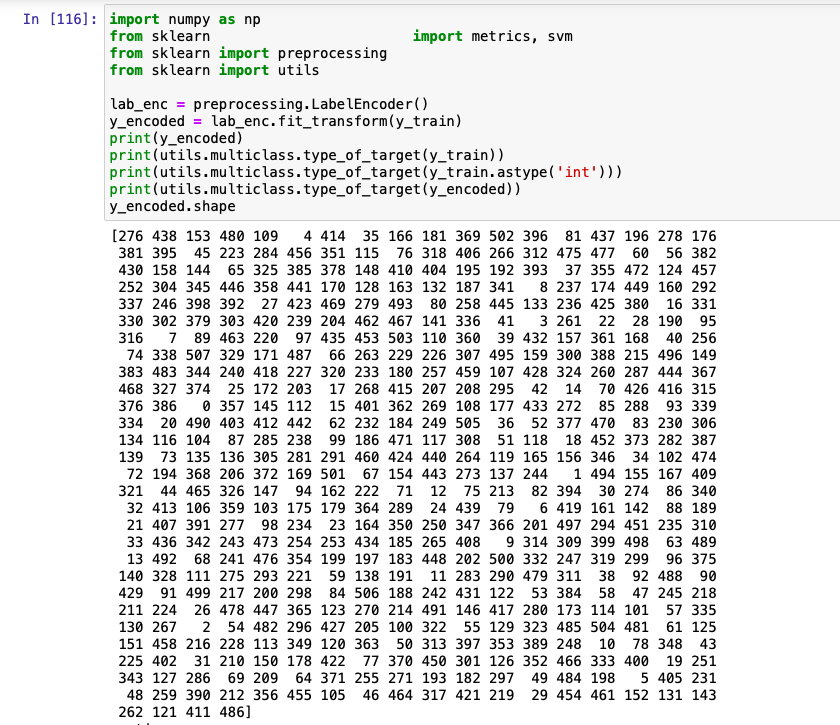 In [116]: import numpy as np
from sklearn import metrics, svm
from sklearn import preprocessing
from sklearn import utils
lab_enc = preprocessing.LabelEncoder()
y_encoded = lab_enc.fit_transform(y_train)
print(y_encoded)
print(utils.multiclass.type_of_target(y_train))
print(utils.multiclass.type_of_target(y_train.astype('int')))
print(utils.multiclass.type_of_target(y_encoded))
y_encoded.shape
[276 438 153 480 109 4 414 35 166 181 369 502 396 81 437 196 278 176
381 395 45 223 284 456 351 115 76 318 406 266 312 475 477 60 56 382
430 158 144 65 325 385 378 148 410 404 195 192 393 37 355 472 124 457
252 304 345 446 358 441 170 128 163 132 187 341 8 237 174 449 160 292
337 246 398 392 27 423 469 279 493 80 258 445 133 236 425 380 16 331
330 302 379 303 420 239 204 462 467 141 336 41 3 261 22 28 190 95
316 7 89 463 220 97 435 453 503 110 360 39 432 157 361 168 40 256
74 338 507 329 171 487 66 263 229 226 307 495 159 300 388 215 496 149
383 483 344 240 418 227 320 233 180 257 459 107 428 324 260 287 444 367
468 327 374 25 172 203 17 268 415 207 208 295 42 14 70 426 416 315
376 386 0 357 145 112 15 401 362 269 108 177 433 272 85 288 93 339
334 20 490 403 412 442 62 232 184 249 505 36 52 377 470 83 230 306
134 116 104 87 285 238 99 186 471 117 308 51 118 18 452 373 282 387
139 73 135 136 305 281 291 460 424 440 264 119 165 156 346 34 102 474
72 194 368 206 372 169 501 67 154 443 273 137 244 1 494 155 167 409
321 44 465 326 147 94 162 222 71 12 75 213 82 394 30 274 86 340
32 413 106 359 103 175 179 364 289 24 439 79 6 419 161 142 88 189
21 407 391 277 98 234 23 164 350 250 347 366 201 497 294 451 235 310
33 436 342 243 473 254 253 434 185 265 408 9 314 309 399 498 63 489
13 492 68 241 476 354 199 197 183 448 202 500 332 247 319 299 96 375
140 328 111 275 293 221 59 138 191 11 283 290 479 311 38 92 488 90
429 91 499 217 200 298 84 506 188 242 431 122 53 384 58 47 245 218
211 224 26 478 447 365 123 270 214 491 146 417 280 173 114 101 57 335
130 267 2 54 482 296 427 205 100 322 55 129 323 485 504 481 61 125
151 458 216 228 113 349 120 363 50 313 397 353 389 248 10 78 348 43
225 402 31 210 150 178 422 77 370 450 301 126 352 466 333 400 19 251
343 127 286 69 209 64 371 255 271 193 182 297 49 484 198 5 405 231
48 259 390 212 356 455 105 46 464 317 421 219 29 454 461 152 131 143
262 121 411 486]